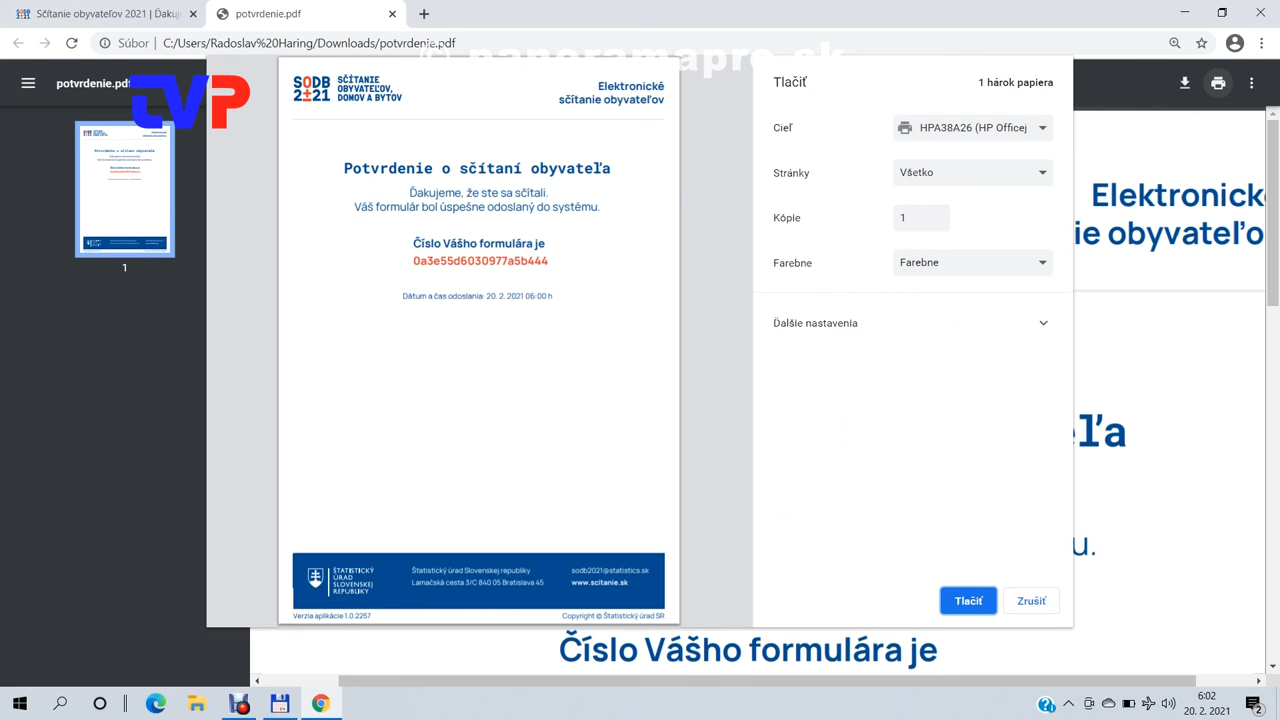 Sčítanie obyvateľov 2021 | Ďakuj
potvrdenie.pdf
Súbor
C:/Users/Radoslav%20Haring/Downloads/potvrdenie.pdf
© panoramapro.sk
potvrdenie.pdf
TVP
1
SODB 2021
SČÍTANIE
OBYVATEĽOV,
DOMOV A BYTOV
Elektronické
sčítanie obyvateľov
Potvrdenie o sčítaní obyvateľa
Ďakujeme, že ste sa sčítali.
Váš formulár bol úspešne odoslaný do systému.
Číslo Vášho formulára je
0a3e55d6030977a5b444
Dátum a čas odoslania: 20. 2. 2021 06:00 h
ŠTATISTICKÝ
ÚRAD
SLOVENSKEJ
REPUBLIKY
Štatistický úrad Slovenskej republiky
Lamačská cesta 3/C 840 05 Bratislava 45
sodb2021@statistics.sk
www.scitanie.sk
Verzia aplikácie 1.0.2257
Copyright © Štatistický úrad SR
Tlačiť
1 hárok papiera
Cieľ
HPA38A26 (HP Officej
Stránky
Všetko
Kópie
1
Farebne
Farebne
Ďalšie nastavenia
Tlačiť
Zrušiť
Elektronick
ie obyvateľo
eľa
u.
Číslo Vášho formulára je
6:02
20. 2. 2021
2